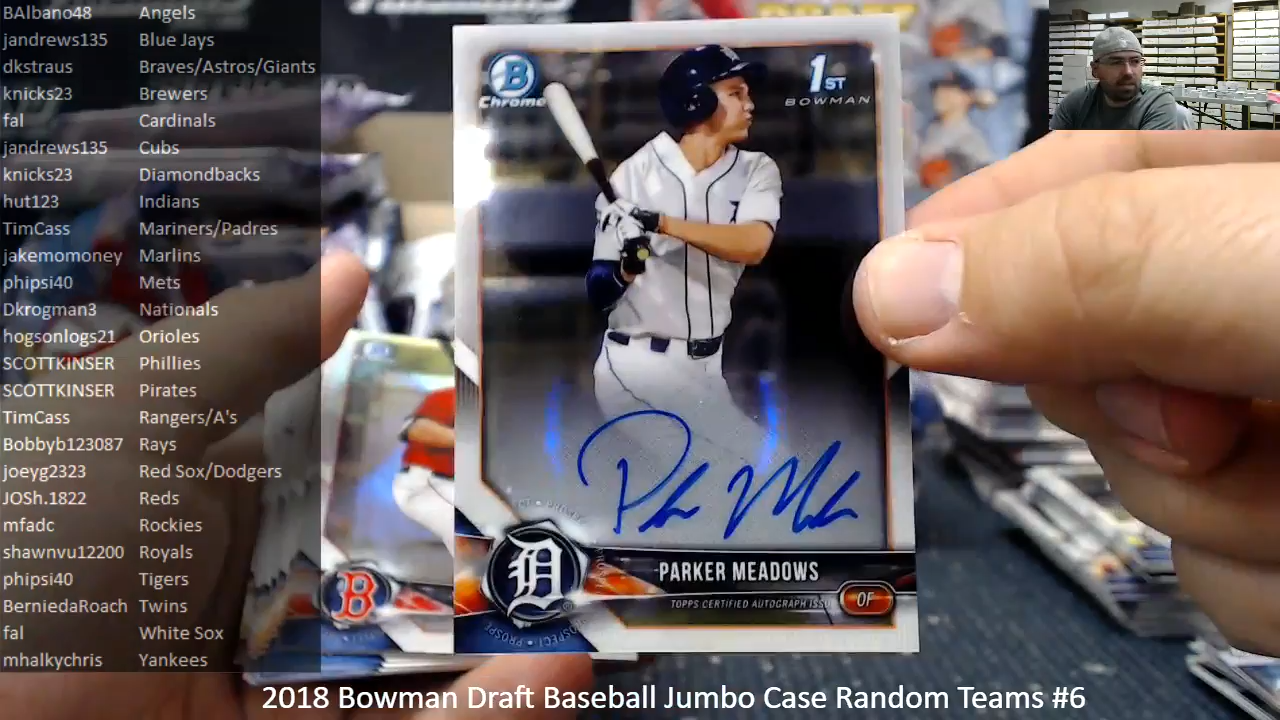 BAlbano48 Angels
jandrews135 Blue Jays
dkstraus Braves/Astros/Giants
knicks23 Brewers
fal Cardinals
jandrews135 Cubs
knicks23 Diamondbacks
hut123 Indians
TimCass Mariners/Padres
jakemomoney Marlins
phipsi40 Mets
Dkrogman3 Nationals
hogsonlogs21 Orioles
SCOTTKINSER Phillies
SCOTTKINSER Pirates
TimCass Rangers/A's
Bobbyb123087 Rays
joeyg2323 Red Sox/Dodgers
JOSh.1822 Reds
mfadc Rockies
shawnvu12200 Royals
phipsi40 Tigers
BerniedaRoach Twins
fal White Sox
mhalkychris Yankees
B
Chrome
1ST
BOWMAN
D
PARKER MEADOWS
TOPPS CERTIFIED AUTOGRAPH ISSU
OF
B
2018 Bowman Draft Baseball Jumbo Case Random Teams #6